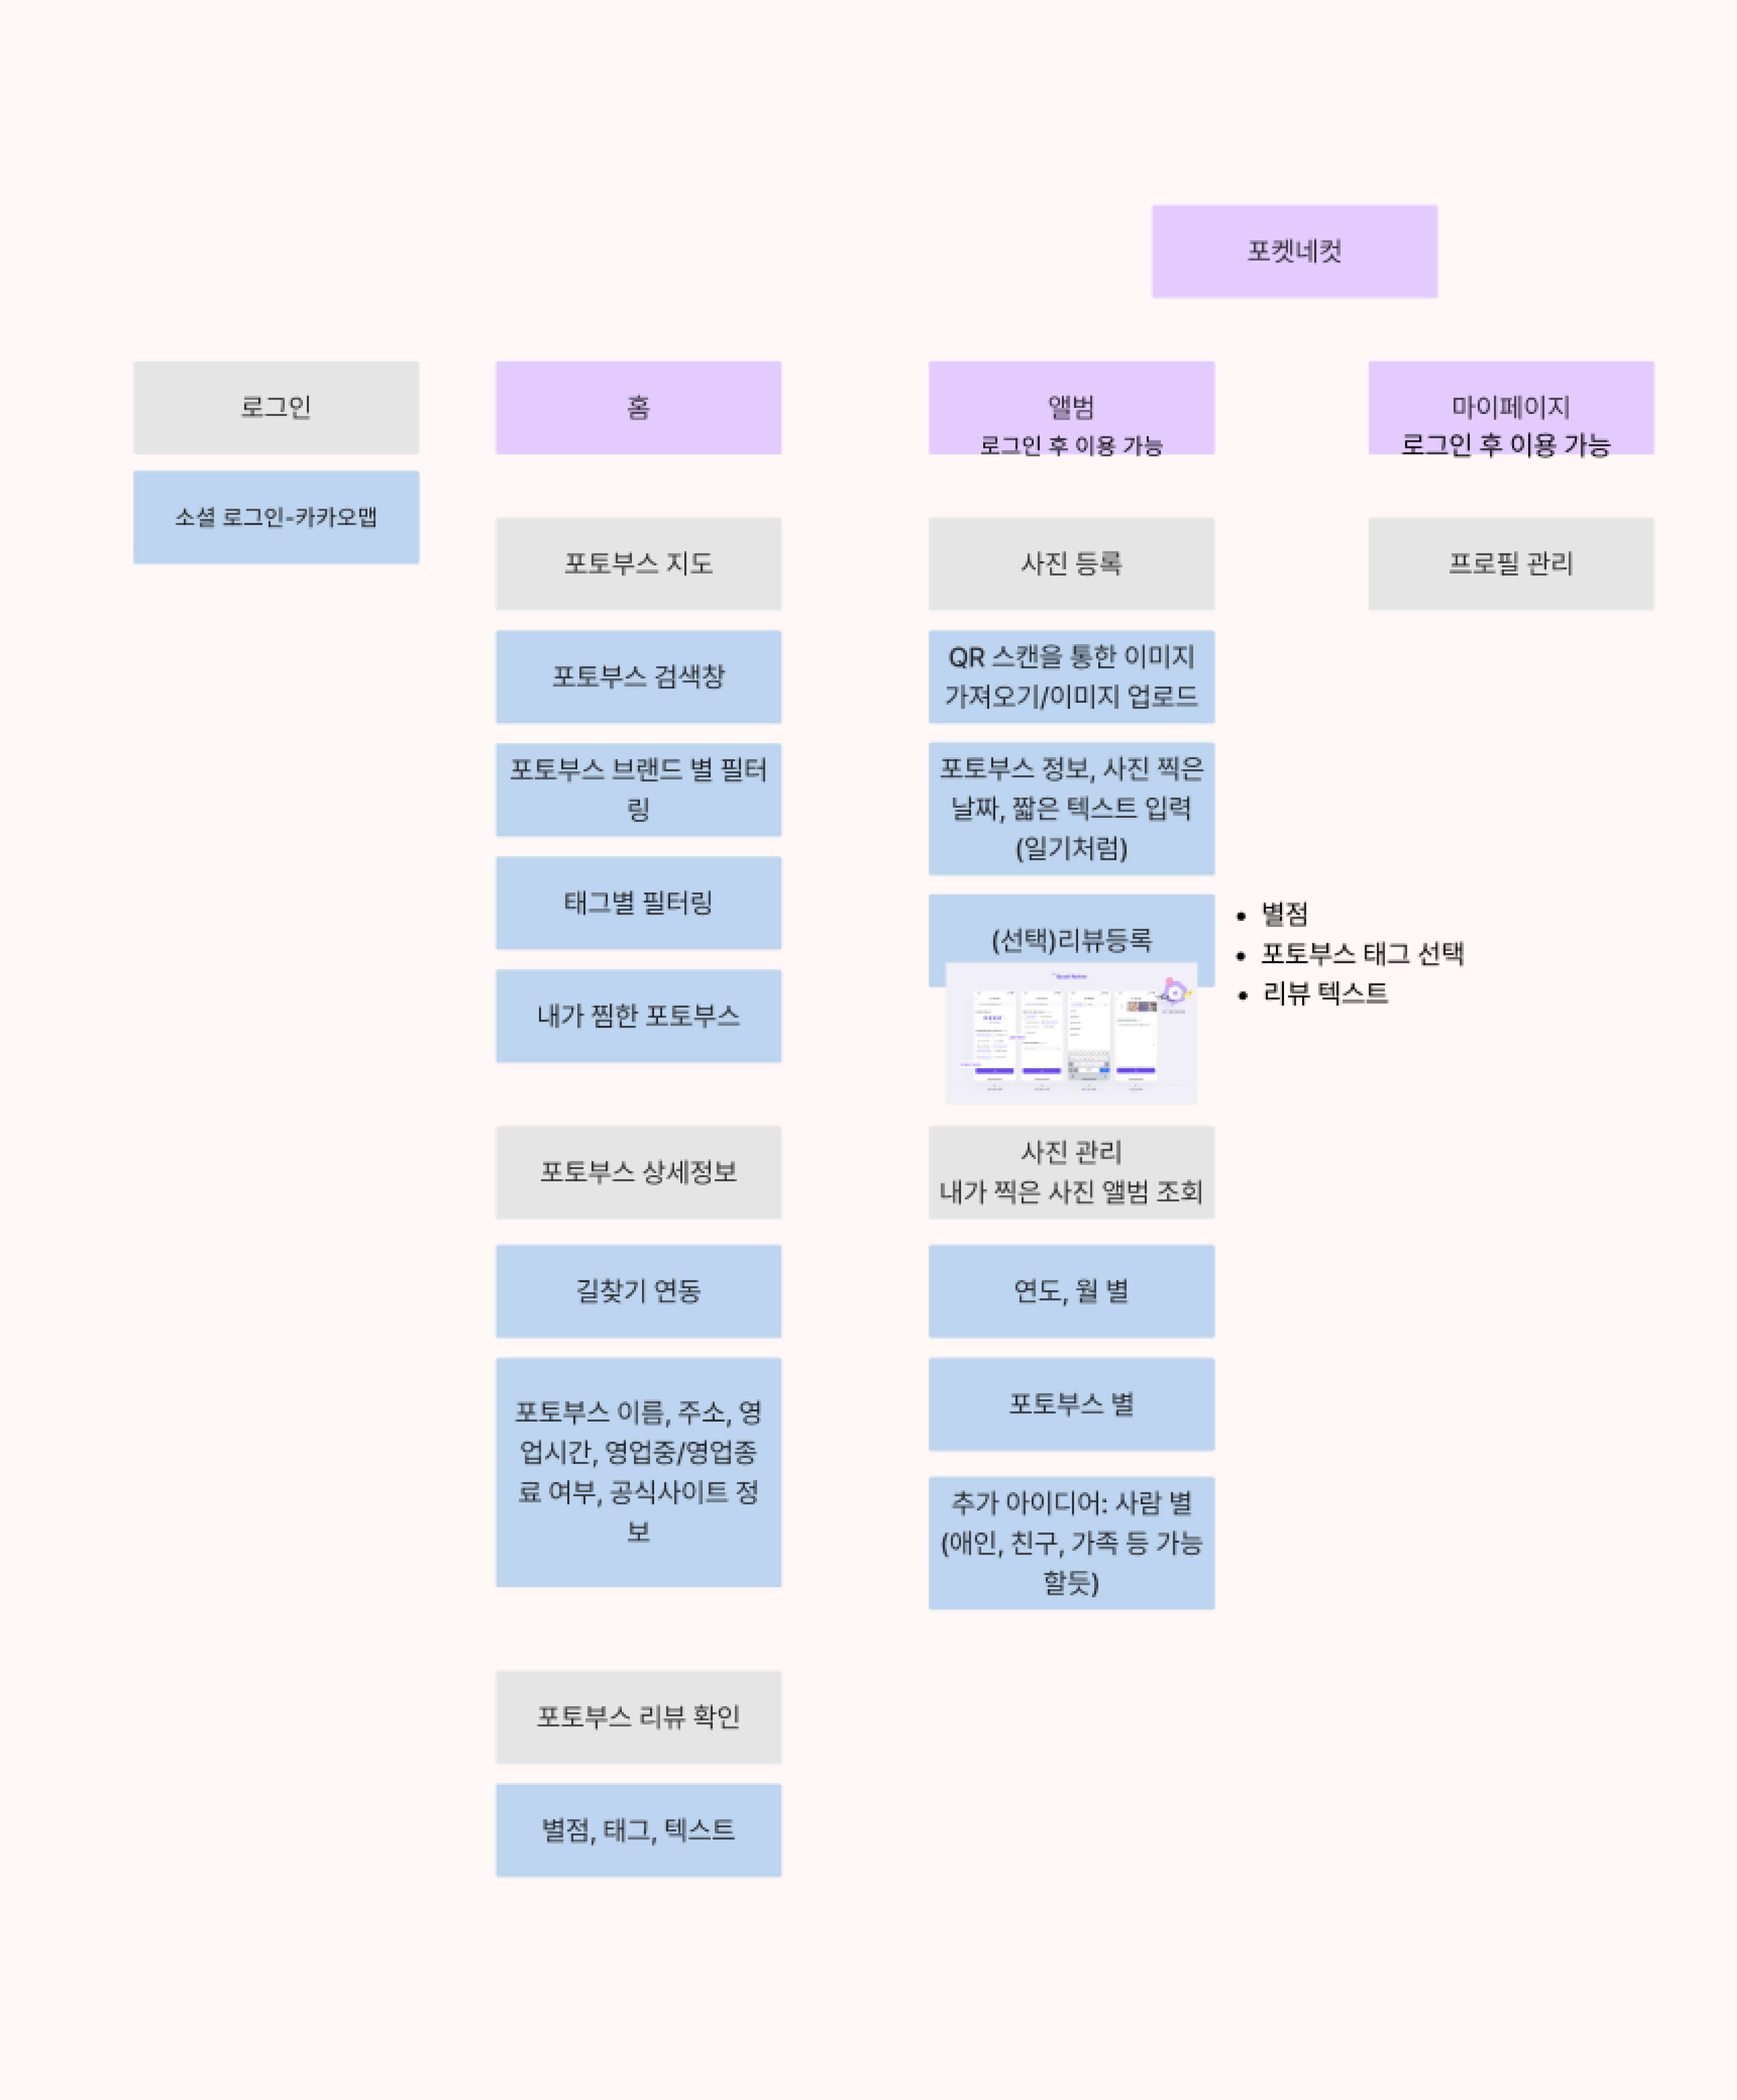 포켓네컷
로그인
소셜 로그인-카카오맵
홈
포토부스 지도
포토부스 검색창
포토부스 브랜드 별 필터
링
태그별 필터링
내가 찜한 포토부스
포토부스 상세정보
길찾기 연동
포토부스 이름, 주소, 영
업시간, 영업중/영업종
료 여부, 공식사이트 정
보
포토부스 리뷰 확인
별점, 태그, 텍스트
앨범
로그인 후 이용 가능
사진 등록
QR 스캔을 통한 이미지
가져오기/이미지 업로드
포토부스 정보, 사진 찍은
날짜, 짧은 텍스트 입력
(일기처럼)
(선택)리뷰등록
• 별점
• 포토부스 태그 선택
• 리뷰 텍스트
사진 관리
내가 찍은 사진 앨범 조회
연도, 월 별
포토부스 별
추가 아이디어: 사람 별
(애인, 친구, 가족 등 가능
할듯)
마이페이지
로그인 후 이용 가능
프로필 관리